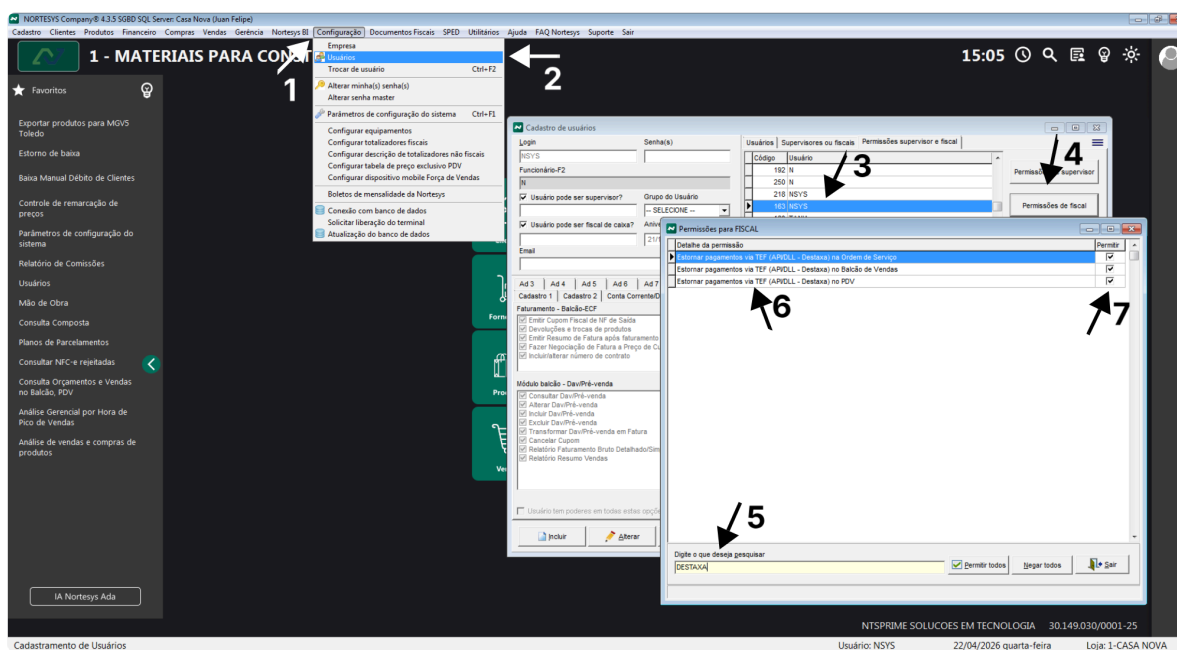 NORTESYS Company® 4.3.5 SGBD SQL Server: Casa Nova (Juan Felipe)
Cadastro Clientes Produtos Financeiro Compras Vendas Gerência Nortesys BI Configuração Documentos Fiscais SPED Utilitários Ajuda FAQ Nortesys Suporte Sair
1 - MATERIAIS PARA CONST
15:05
Empresa
Usuários
Trocar de usuário Ctrl+F2
Alterar minha(s) senha(s)
Alterar senha master
Parâmetros de configuração do sistema Ctrl+F1
Configurar equipamentos
Configurar totalizadores fiscais
Configurar descrição de totalizadores não fiscais
Configurar tabela de preço exclusivo PDV
Configurar dispositivo mobile Força de Vendas
Boletos de mensalidade da Nortesys
Conexão com banco de dados
Solicitar liberação do terminal
Atualização do banco de dados
1
2
Favoritos
Exportar produtos para MGV5
Toledo
Estorno de baixa
Baixa Manual Débito de Clientes
Controle de remarcação de
preços
Parâmetros de configuração do
sistema
Relatório de Comissões
Usuários
Mão de Obra
Consulta Composta
Planos de Parcelamentos
Consultar NFC-e rejeitadas
Consulta Orçamentos e Vendas
no Balcão, PDV
Análise Gerencial por Hora de
Pico de Vendas
Análise de vendas e compras de
produtos
IA Nortesys Ada
Forn
Pro
Ve
Cadastro de usuários
Login Senha(s)
NSYS
Funcionário-F2
N
Usuário pode ser supervisor? Grupo do Usuário
-- SELECIONE --
Usuário pode ser fiscal de caixa? Anive
21/1
Email
Ad 3 Ad 4 Ad 5 Ad 6 Ad 7
Cadastro 1 Cadastro 2 Conta Corrente/D
Faturamento - Balcão-ECF
Emitir Cupom Fiscal de NF de Saída
Devoluções e trocas de produtos
Emitir Resumo de Fatura após faturamento
Fazer Negociação de Fatura a Preço de Cu
Incluir/alterar número de contrato
Módulo balcão - Dav/Pré-venda
Consultar Dav/Pré-venda
Alterar Dav/Pré-venda
Incluir Dav/Pré-venda
Excluir Dav/Pré-venda
Transformar Dav/Pré-venda em Fatura
Cancelar Cupom
Relatório Faturamento Bruto Detalhado/Sim
Relatório Resumo Vendas
Usuário tem poderes em todas estas opçõe
Incluir Alterar
Usuários Supervisores ou fiscais Permissões supervisor e fiscal
Código Usuário
192 N
250 N
218 NSYS
163 NSYS
3
4
Permissões de supervisor
Permissões de fiscal
Permissões para FISCAL
Detalhe da permissão Permitir
Estornar pagamentos via TEF (API/DLL - Destaxa) na Ordem de Serviço
Estornar pagamentos via TEF (API/DLL - Destaxa) no Balcão de Vendas
Estornar pagamentos via TEF (API/DLL - Destaxa) no PDV
6
7
5
Digite o que deseja pesquisar
DESTAXA
Permitir todos Negar todos Sair
NTSPRIME SOLUCOES EM TECNOLOGIA 30.149.030/0001-25
Cadastramento de Usuários Usuário: NSYS 22/04/2026 quarta-feira Loja: 1-CASA NOVA